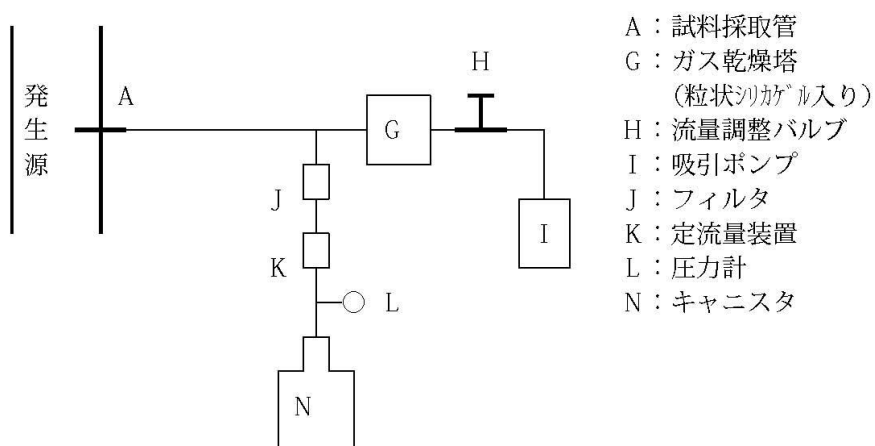 発生源
A
G
H
I
J
K
L
N
A：試料採取管
G：ガス乾燥塔
（粒状ｼﾘｶｹﾞﾙ入り）
H：流量調整バルブ
I：吸引ポンプ
J：フィルタ
K：定流量装置
L：圧力計
N：キャニスタ